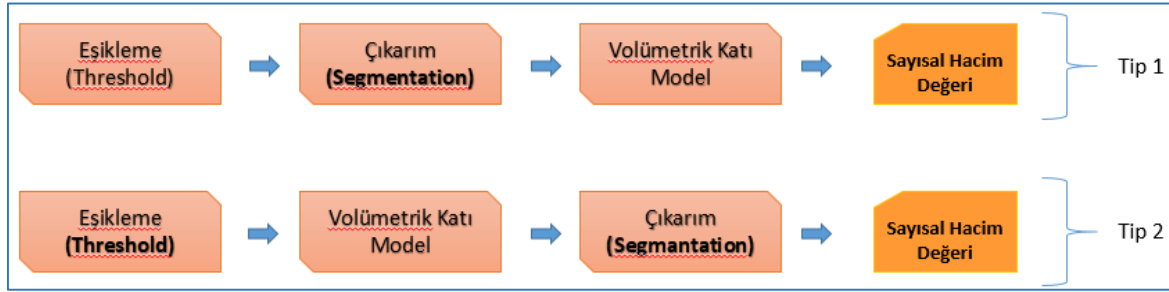 Eşikleme
(Threshold)
Çıkarım
(Segmentation)
Volümetrik Katı
Model
Sayısal Hacim
Değeri
Tip 1
Eşikleme
(Threshold)
Volümetrik Katı
Model
Çıkarım
(Segmantation)
Sayısal Hacim
Değeri
Tip 2